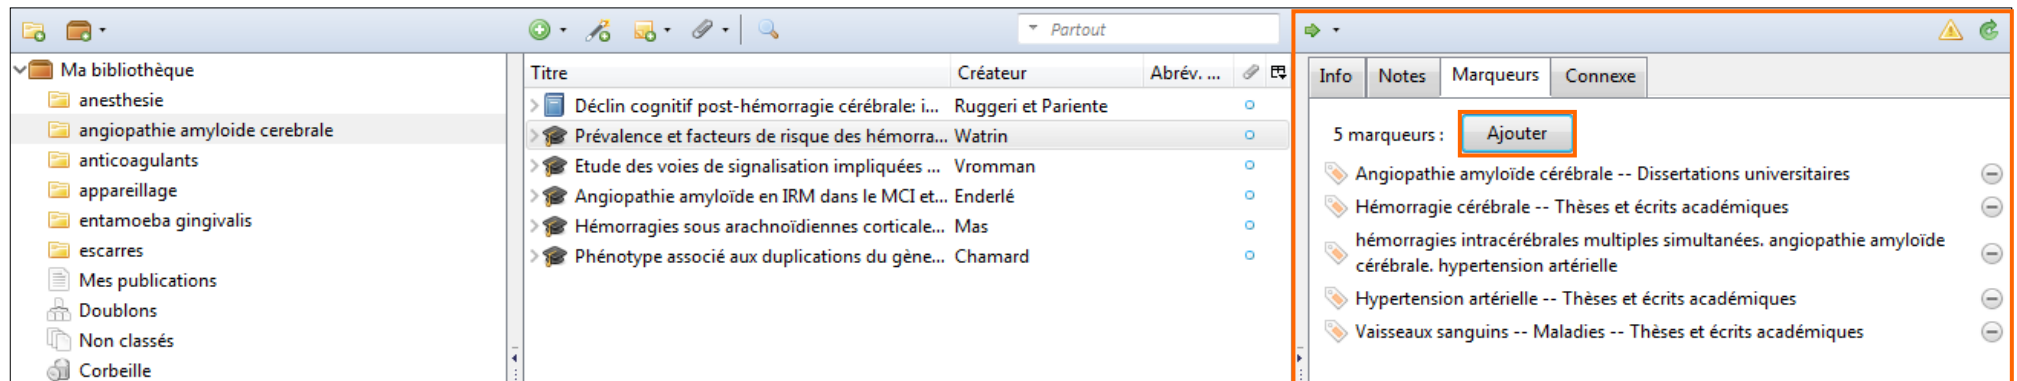 Partout
Ma bibliothèque
anesthesie
angiopathie amyloide cerebrale
anticoagulants
appareillage
entamoeba gingivalis
escarres
Mes publications
Doublons
Non classés
Corbeille
Titre Créateur Abrév. ...
Déclin cognitif post-hémorragie cérébrale: i... Ruggeri et Pariente
Prévalence et facteurs de risque des hémorra... Watrin
Etude des voies de signalisation impliquées ... Vromman
Angiopathie amyloïde en IRM dans le MCI et... Enderlé
Hémorragies sous arachnoïdiennes corticale... Mas
Phénotype associé aux duplications du gène... Chamard
Info Notes Marqueurs Connexe
5 marqueurs : Ajouter
Angiopathie amyloïde cérébrale -- Dissertations universitaires
Hémorragie cérébrale -- Thèses et écrits académiques
hémorragies intracérébrales multiples simultanées. angiopathie amyloïde
cérébrale. hypertension artérielle
Hypertension artérielle -- Thèses et écrits académiques
Vaisseaux sanguins -- Maladies -- Thèses et écrits académiques